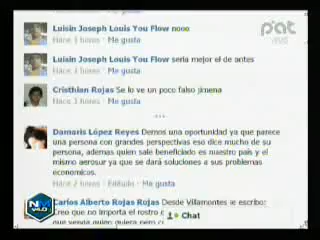 Luisin Joseph Louis You Flow nooo
Hace 3 horas · Me gusta
P'AT
Luisin Joseph Louis You Flow seria mejor el de antes
Hace 3 horas · Me gusta
Cristhian Rojas Se lo ve un poco falso jimena
Hace 3 horas · Me gusta
Damaris López Reyes Demos una oportunidad ya que parece
una persona con grandes perspectivas eso dice mucho de su
persona, ademas quien salé beneficiado es nuestro país y el
mismo aerosur ya que se dará soluciones a sus problemas
economicos.
Hace 2 horas · Editado · Me gusta
Carlos Alberto Rojas Rojas Desde Villamontes le escribo:
Creo que no importa el rostro
Chat